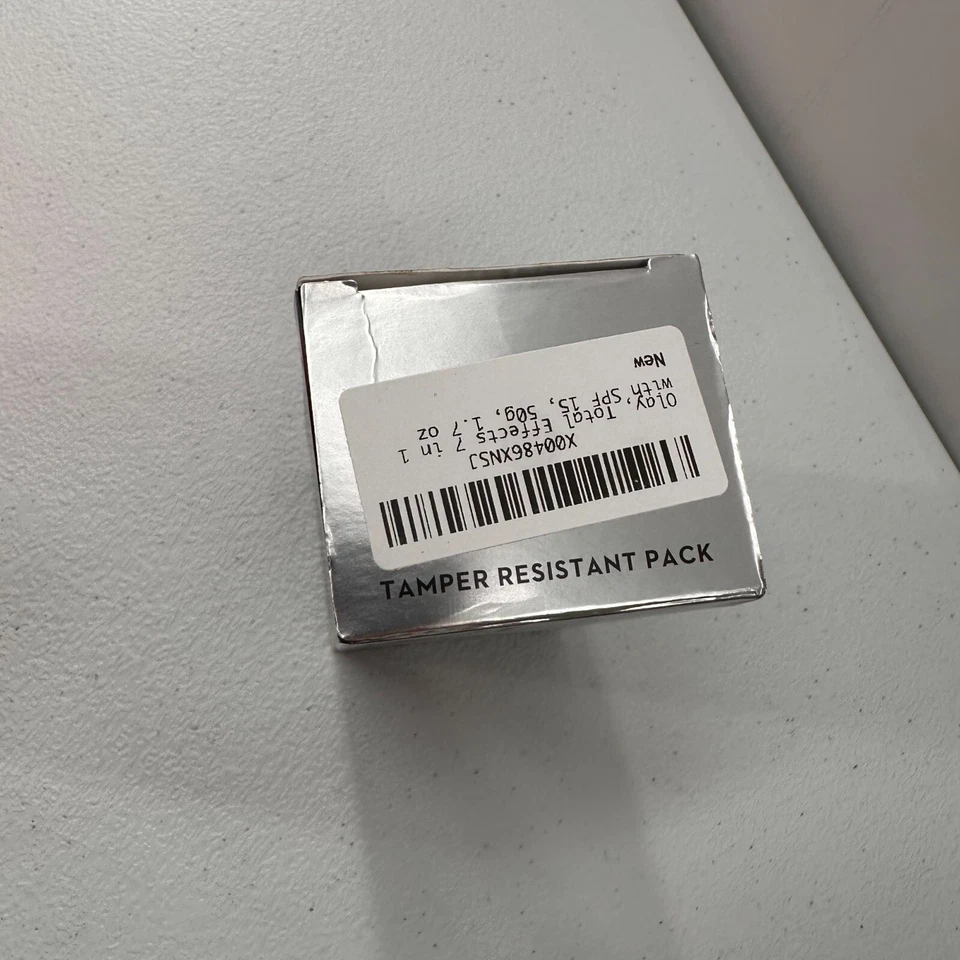 X00486XNSJ
Olay, Total Effects 7 in 1
with SPF 15, 50g, 1.7 oz
New
TAMPER RESISTANT PACK